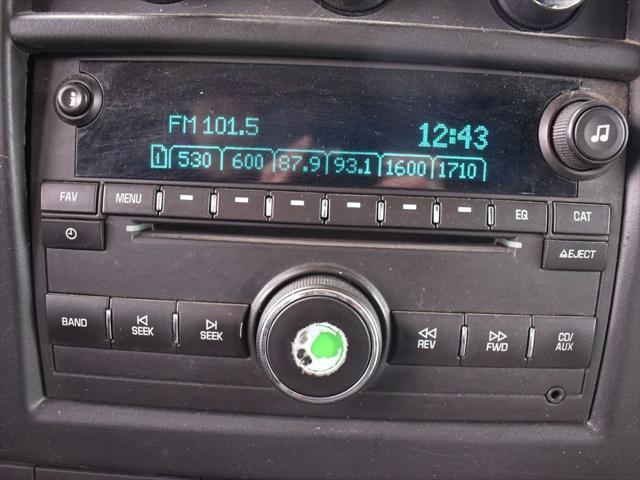 FM 101.5 12:43
1 530 600 87.9 93.1 1600 1710
FAV MENU EQ CAT
EJECT
BAND SEEK SEEK REV FWD CD/
AUX